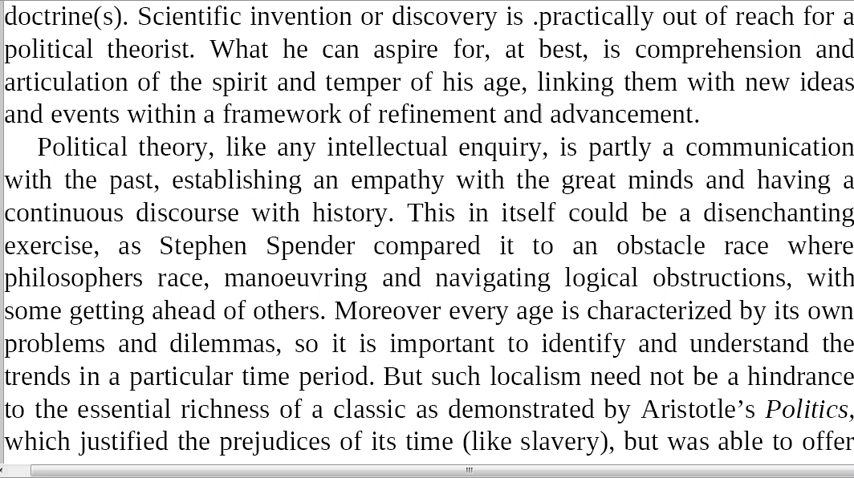 doctrine(s). Scientific invention or discovery is .practically out of reach for a
political theorist. What he can aspire for, at best, is comprehension and
articulation of the spirit and temper of his age, linking them with new ideas
and events within a framework of refinement and advancement.
Political theory, like any intellectual enquiry, is partly a communication
with the past, establishing an empathy with the great minds and having a
continuous discourse with history. This in itself could be a disenchanting
exercise, as Stephen Spender compared it to an obstacle race where
philosophers race, manoeuvring and navigating logical obstructions, with
some getting ahead of others. Moreover every age is characterized by its own
problems and dilemmas, so it is important to identify and understand the
trends in a particular time period. But such localism need not be a hindrance
to the essential richness of a classic as demonstrated by Aristotle’s Politics,
which justified the prejudices of its time (like slavery), but was able to offer